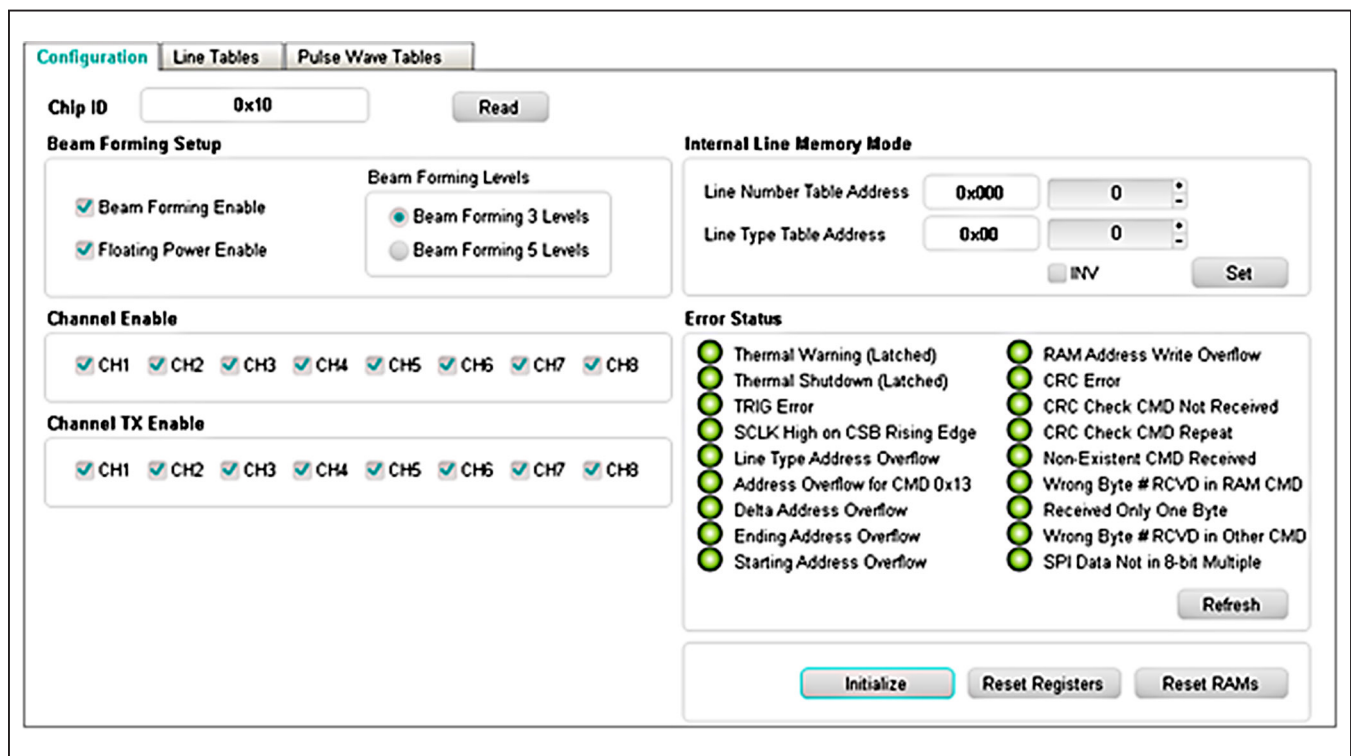 Configuration Line Tables Pulse Wave Tables
Chip ID 0x10 Read
Beam Forming Setup
Beam Forming Enable
Floating Power Enable
Beam Forming Levels
Beam Forming 3 Levels
Beam Forming 5 Levels
Channel Enable
CH1 CH2 CH3 CH4 CH5 CH6 CH7 CH8
Channel TX Enable
CH1 CH2 CH3 CH4 CH5 CH6 CH7 CH8
Internal Line Memory Mode
Line Number Table Address 0x000 0
Line Type Table Address 0x00 0
INV Set
Error Status
Thermal Warning (Latched)
Thermal Shutdown (Latched)
TRIG Error
SCLK High on CSB Rising Edge
Line Type Address Overflow
Address Overflow for CMD 0x13
Delta Address Overflow
Ending Address Overflow
Starting Address Overflow
RAM Address Write Overflow
CRC Error
CRC Check CMD Not Received
CRC Check CMD Repeat
Non-Existent CMD Received
Wrong Byte # RCVD in RAM CMD
Received Only One Byte
Wrong Byte # RCVD in Other CMD
SPI Data Not in 8-bit Multiple
Refresh
Initialize Reset Registers Reset RAMs